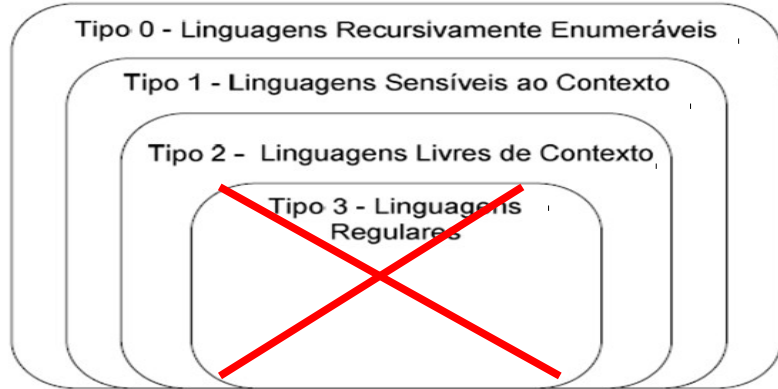 Tipo 0 - Linguagens Recursivamente Enumeráveis
Tipo 1 - Linguagens Sensíveis ao Contexto
Tipo 2 - Linguagens Livres de Contexto
Tipo 3 - Linguagens
Regulares